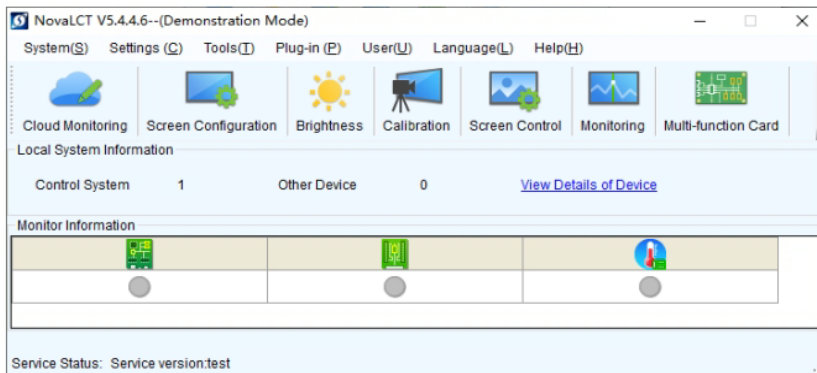 NovaLCT V5.4.4.6--(Demonstration Mode)
System(S) Settings (C) Tools(T) Plug-in (P) User(U) Language(L) Help(H)
Cloud Monitoring Screen Configuration Brightness Calibration Screen Control Monitoring Multi-function Card
Local System Information
Control System 1 Other Device 0 View Details of Device
Monitor Information
Service Status: Service version:test